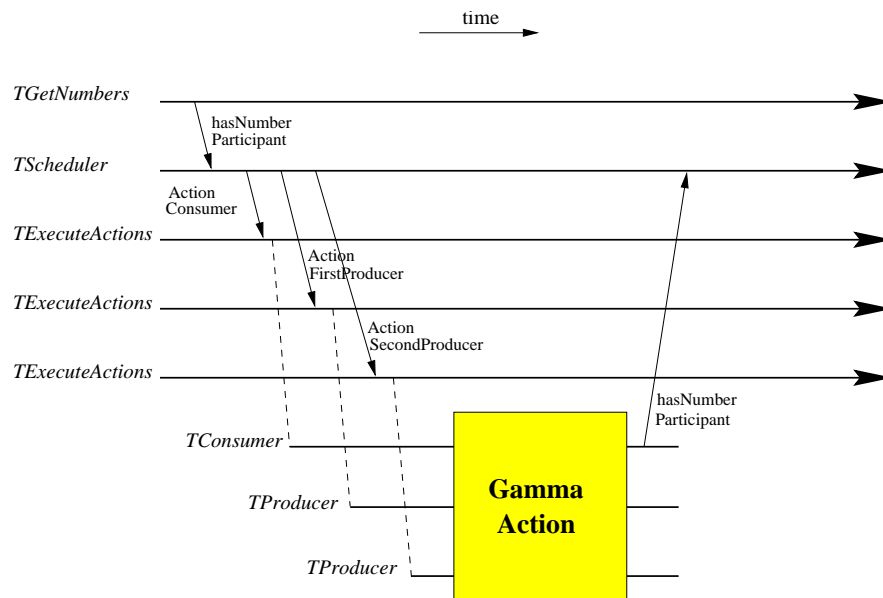 time
TGetNumbers
hasNumber
Participant
TScheduler
Action
Consumer
TExecuteActions
Action
FirstProducer
TExecuteActions
Action
SecondProducer
TExecuteActions
hasNumber
Participant
TConsumer
Gamma
Action
TProducer
TProducer